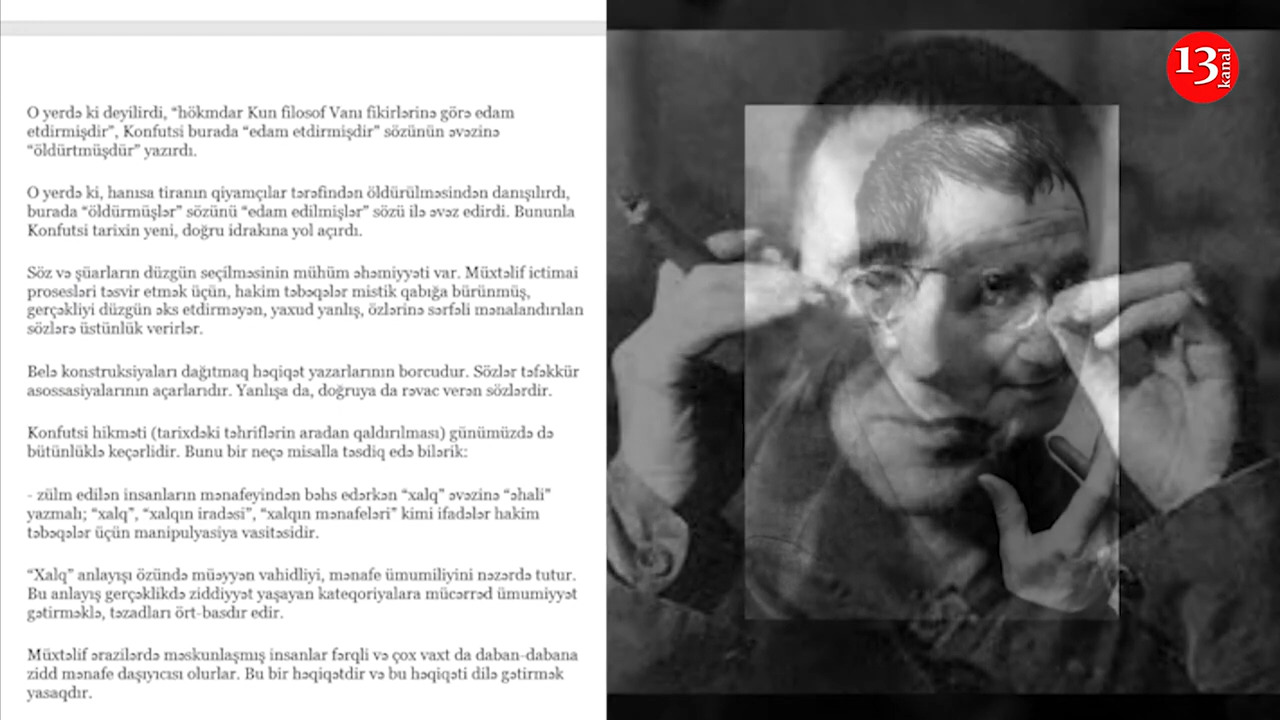 O yerdə ki deyilirdi, “hökmdar Kun filosof Vanı fikirlərinə görə edam
etdirmişdir”, Konfutsi burada “edam etdirmişdir” sözünün əvəzinə
“öldürtmüşdür” yazırdı.
O yerdə ki, hanısa tiranın qiyamçılar tərəfindən öldürülməsindən danışılırdı,
burada “öldürmüşlər” sözünü “edam edilmişlər” sözü ilə əvəz edirdi. Bununla
Konfutsi tarixin yeni, doğru idrakına yol açırdı.
Söz və şüarların düzgün seçilməsinin mühüm əhəmiyyəti var. Müxtəlif ictimai
prosesləri təsvir etmək üçün, hakim təbəqələr mistik qabığa bürünmüş,
gerçəkliyi düzgün əks etdirməyən, yaxud yanlış, özlərinə sərfəli mənalandırılan
sözlərə üstünlük verirlər.
Belə konstruksiyaları dağıtmaq həqiqət yazarlarının borcudur. Sözlər təfəkkür
asossasiyalarının açarlarıdır. Yanlışa da, doğruya da rəvac verən sözlərdir.
Konfutsi hikməti (tarixdəki təhriflərin aradan qaldırılması) günümüzdə də
bütünlüklə keçərlidir. Bunu bir neçə misalla təsdiq edə bilərik:
- zülm edilən insanların mənafeyindən bəhs edərkən “xalq” əvəzinə “əhali”
yazmalı; “xalq”, “xalqın iradəsi”, “xalqın mənafeləri” kimi ifadələr hakim
təbəqələr üçün manipulyasiya vasitəsidir.
“Xalq” anlayışı özündə müəyyən vahidliyi, mənafe ümumiliyini nəzərdə tutur.
Bu anlayış gerçəklikdə ziddiyyət yaşayan kateqoriyalara mücərrəd ümumiyyət
gətirməklə, təzadları ört-basdır edir.
Müxtəlif ərazilərdə məskunlaşmış insanlar fərqli və çox vaxt da daban-dabana
zidd mənafe daşıyıcısı olurlar. Bu bir həqiqətdir və bu həqiqəti dilə gətirmək
yasaqdır.
13 kanal